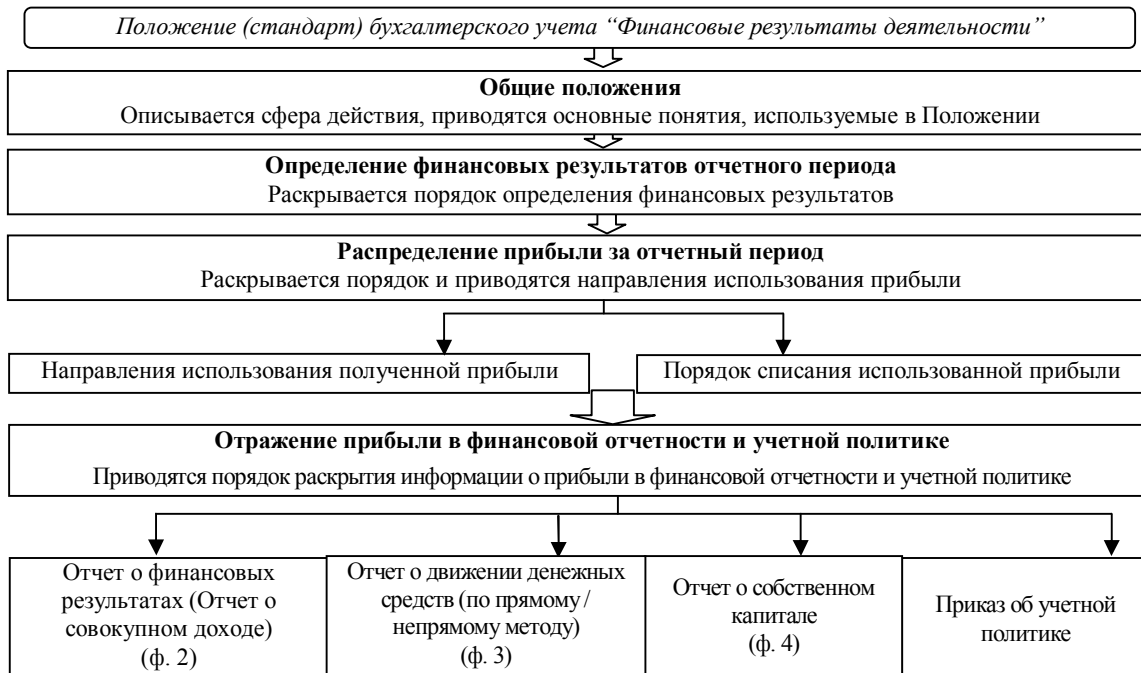 Положение (стандарт) бухгалтерского учета “Финансовые результаты деятельности”
Общие положения
Описывается сфера действия, приводятся основные понятия, используемые в Положении
Определение финансовых результатов отчетного периода
Раскрывается порядок определения финансовых результатов
Распределение прибыли за отчетный период
Раскрывается порядок и приводятся направления использования прибыли
Направления использования полученной прибыли
Порядок списания использованной прибыли
Отражение прибыли в финансовой отчетности и учетной политике
Приводятся порядок раскрытия информации о прибыли в финансовой отчетности и учетной политике
Отчет о финансовых
результатах (Отчет о
совокупном доходе)
(ф. 2)
Отчет о движении денежных
средств (по прямому /
непрямому методу)
(ф. 3)
Отчет о собственном
капитале
(ф. 4)
Приказ об учетной
политике